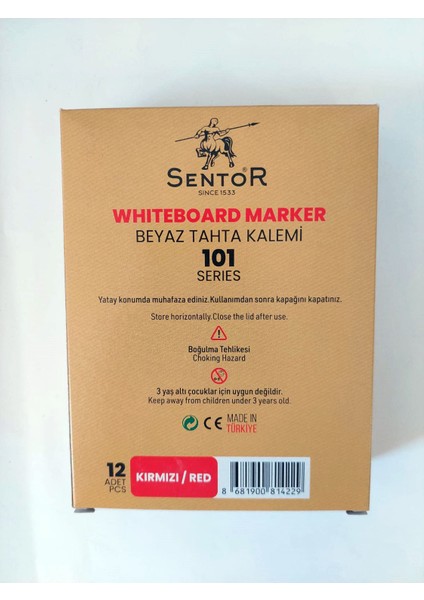 SENTOR®
SINCE 1533
WHITEBOARD MARKER
BEYAZ TAHTA KALEMİ
101
SERIES
Yatay konumda muhafaza ediniz.Kullanımdan sonra kapağını kapatınız.
Store horizontally.Close the lid after use.
Boğulma Tehlikesi
Choking Hazard
3 yaş altı çocuklar için uygun değildir.
Keep away from children under 3 years old.
CE MADE IN
TÜRKİYE
12
ADET
PCS
KIRMIZI / RED
8 681900 814229